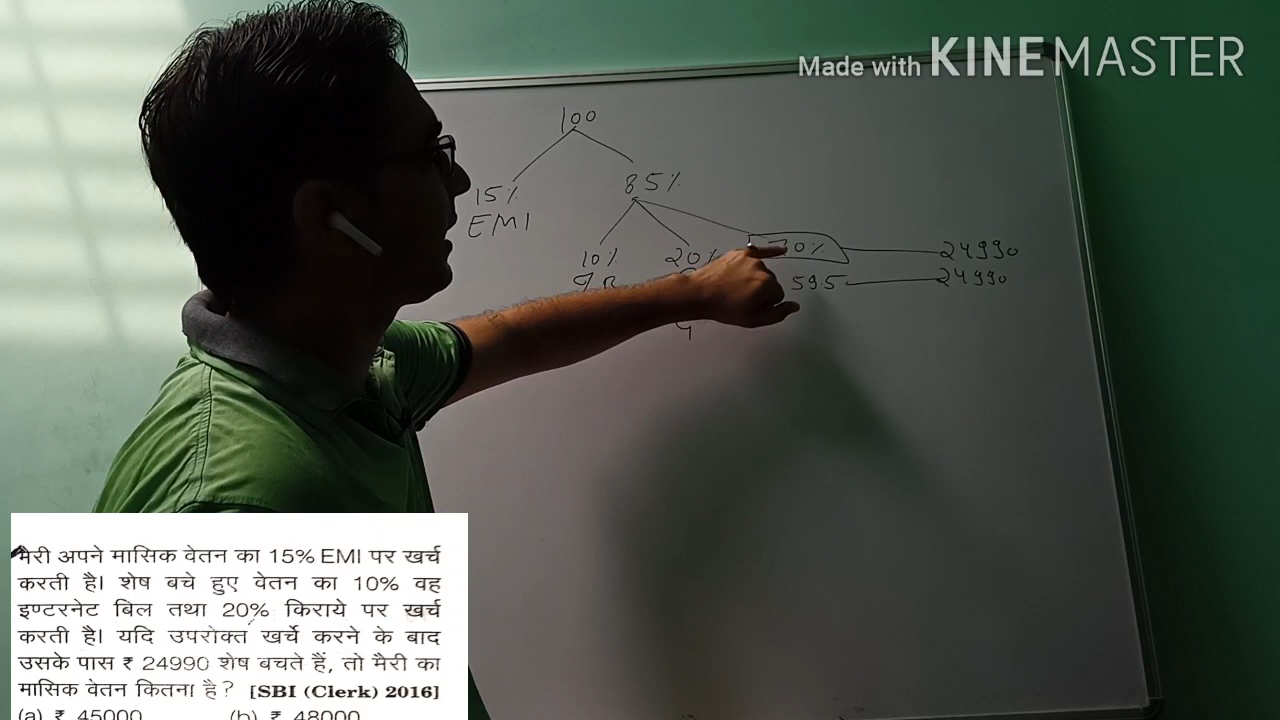 Made with KINEMASTER
100
15% 85%
EMI
10% 20% 70% 24990
595 24990
मैरी अपने मासिक वेतन का 15% EMI पर खर्च
करती है। शेष बचे हुए वेतन का 10% वह
इण्टरनेट बिल तथा 20% किराये पर खर्च
करती है। यदि उपरोक्त खर्चे करने के बाद
उसके पास ₹ 24990 शेष बचते हैं, तो मैरी का
मासिक वेतन कितना है? [SBI (Clerk) 2016]
(a) ₹ 45000 (b) ₹ 48000